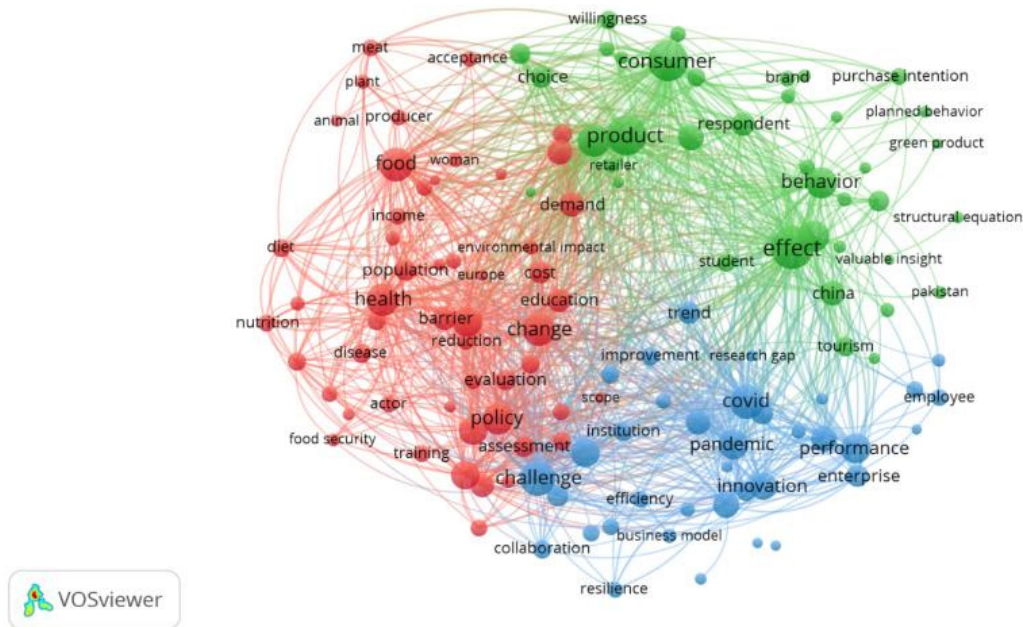 willingness
meat
acceptance
consumer
choice
brand
purchase intention
plant
animal
producer
product
respondent
planned behavior
green product
food
woman
retailer
behavior
income
demand
structural equation
diet
environmental impact
effect
student
valuable insight
population
europe
cost
health
education
china
pakistan
nutrition
barrier
change
trend
reduction
disease
improvement
research gap
tourism
evaluation
actor
scope
covid
employee
policy
institution
food security
assessment
pandemic
performance
training
challenge
innovation
enterprise
efficiency
collaboration
business model
resilience
VOSviewer